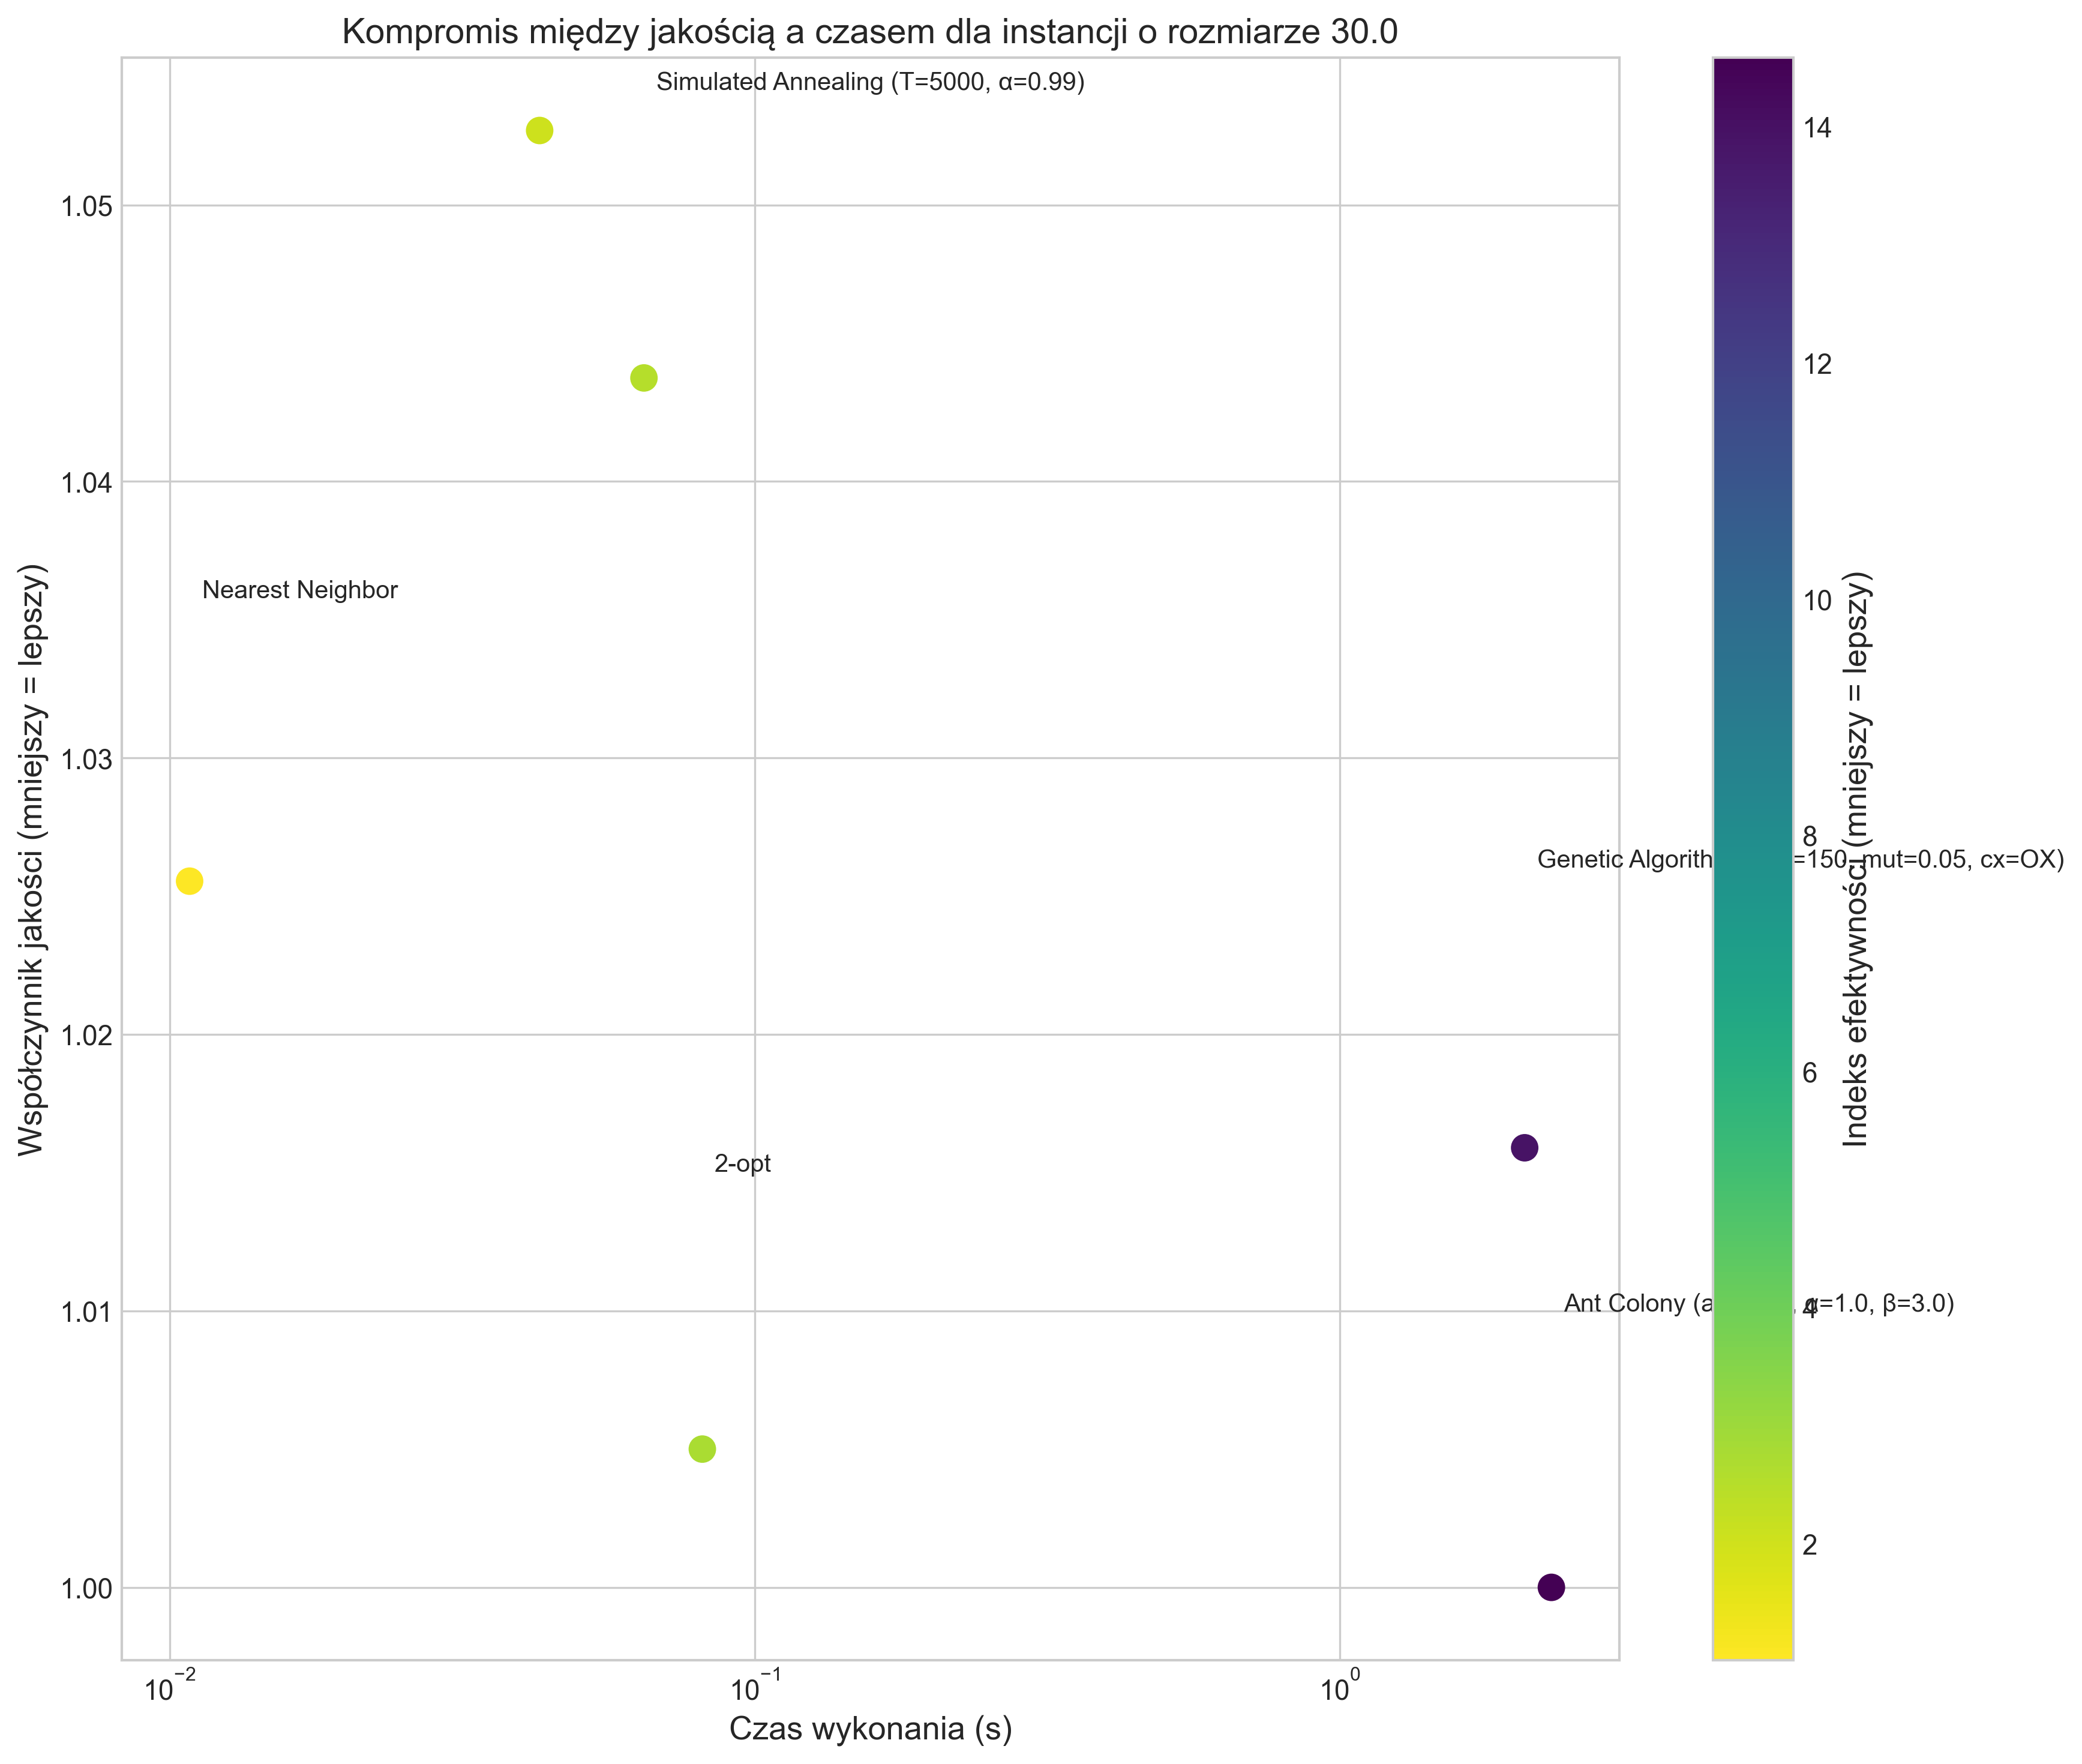 Kompromis między jakością a czasem dla instancji o rozmiarze 30.0
Simulated Annealing (T=5000, α=0.99)
Nearest Neighbor
Genetic Algorith =150, mut=0.05, cx=OX)
2-opt
Ant Colony (a , α=1.0, β=3.0)
Współczynnik jakości (mniejszy = lepszy)
1.05
1.04
1.03
1.02
1.01
1.00
10⁻²
10⁻¹
10⁰
Czas wykonania (s)
14
12
10
8
6
4
2
Indeks efektywności (mniejszy = lepszy)